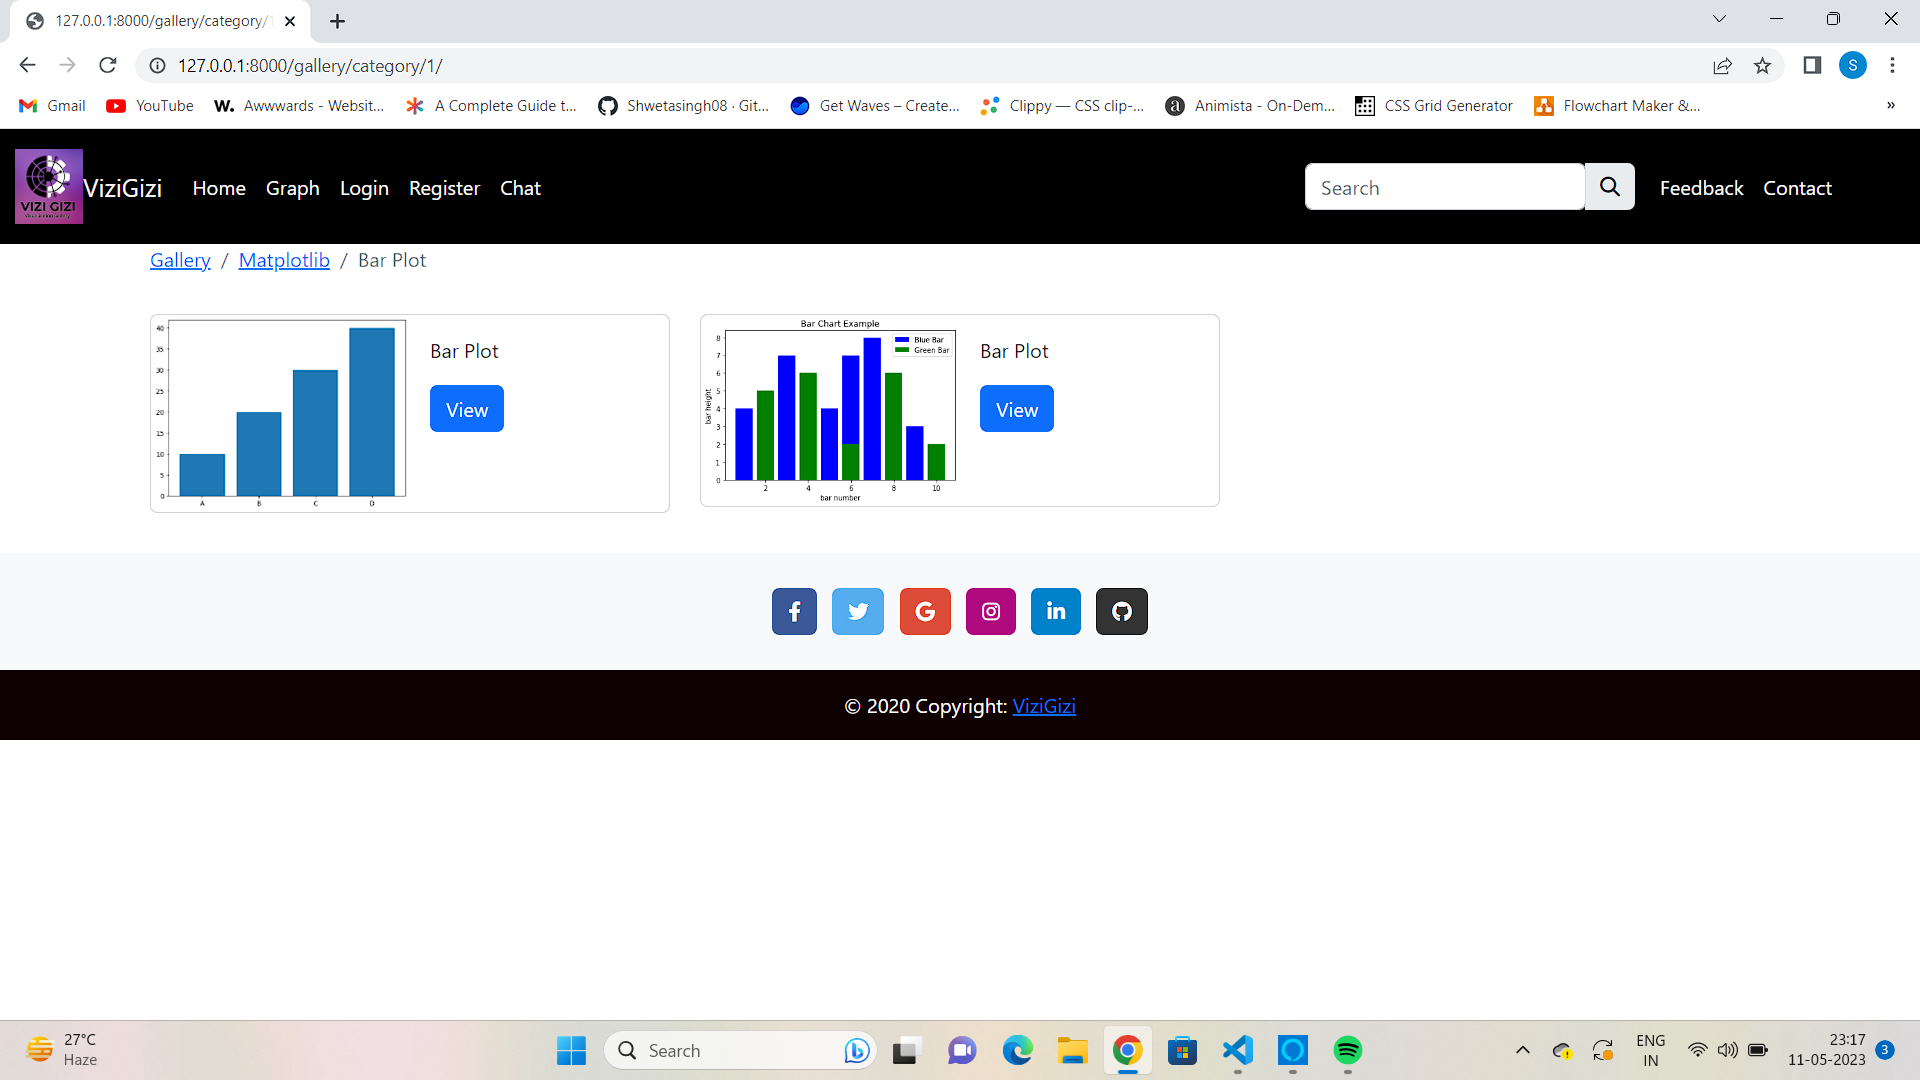 127.0.0.1:8000/gallery/category/1
127.0.0.1:8000/gallery/category/1/
S
Gmail
YouTube
W. Awwwards - Websit...
A Complete Guide t...
Shwetasingh08 · Git...
Get Waves – Create...
Clippy — CSS clip-...
a Animista - On-Dem...
CSS Grid Generator
Flowchart Maker &...
»
VIZI GIZI
ViziGizi
Home
Graph
Login
Register
Chat
Search
Feedback
Contact
Gallery / Matplotlib / Bar Plot
40
35
30
25
20
15
10
5
0
A B C D
Bar Plot
View
Bar Chart Example
Blue Bar
Green Bar
bar height
8
7
6
5
4
3
2
1
0
2 4 6 8 10
bar number
Bar Plot
View
© 2020 Copyright: ViziGizi
27°C
Haze
Search
ENG
IN
23:17
11-05-2023
3